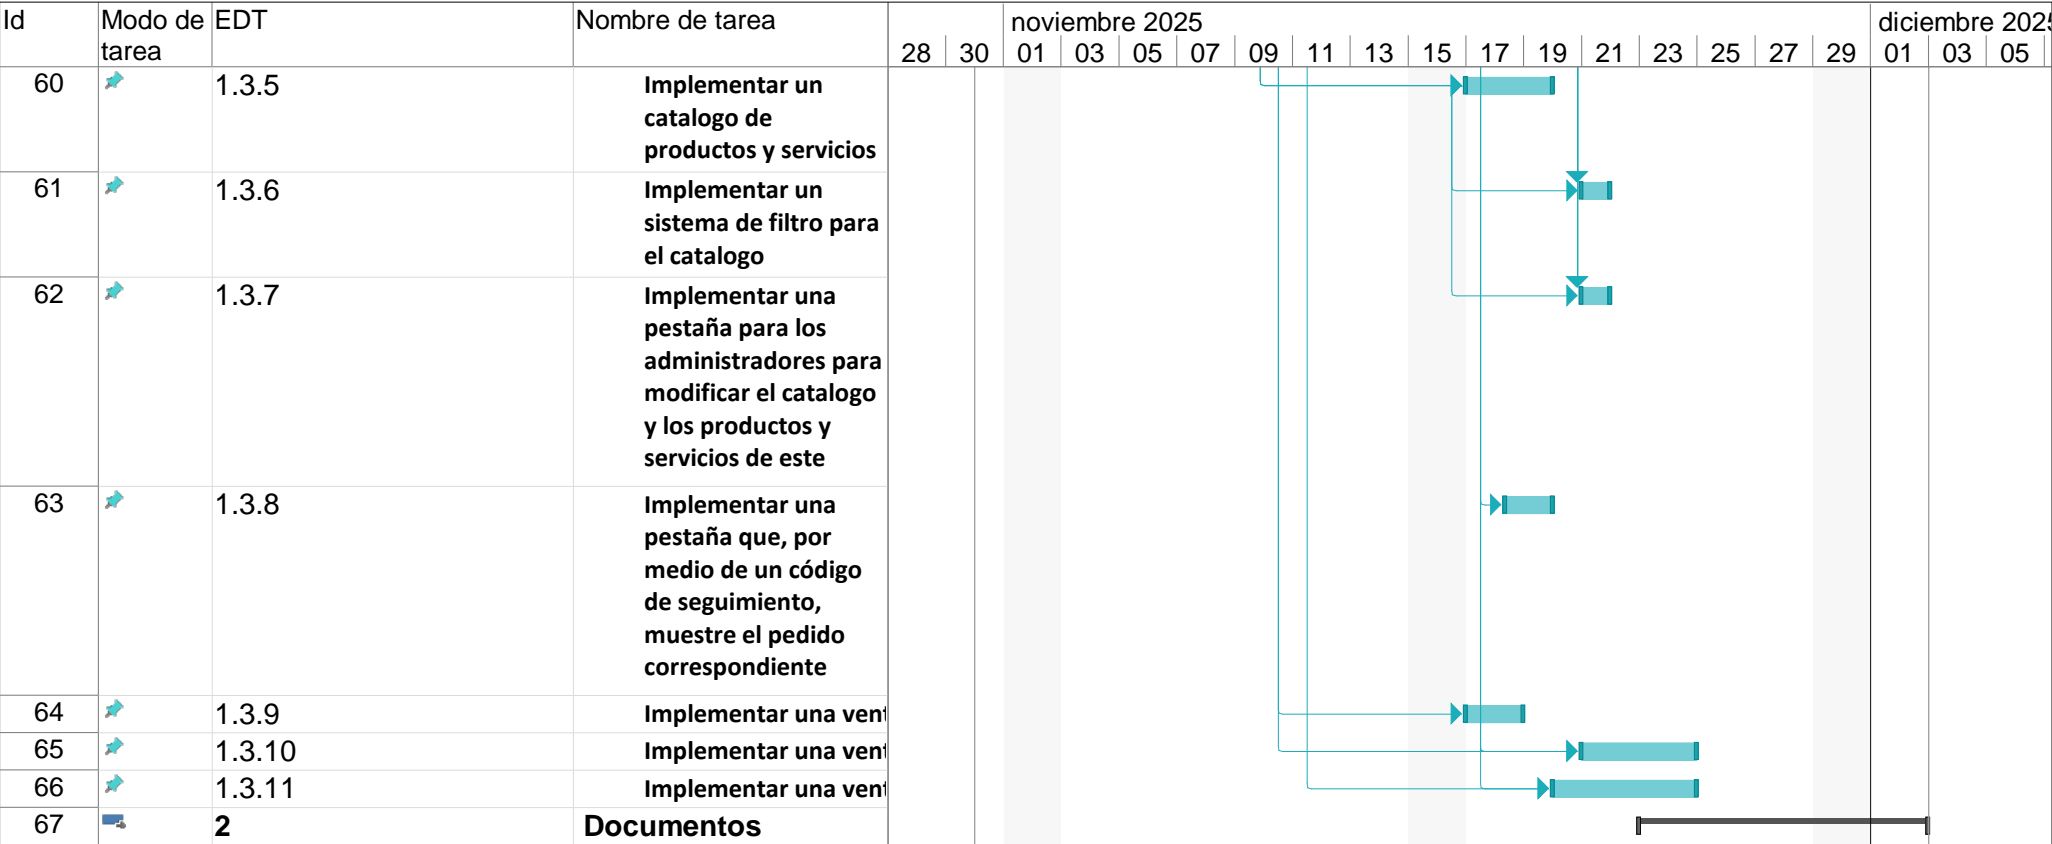 Id
Modo de
tarea
EDT
Nombre de tarea
noviembre 2025
diciembre 2025
28 30 01 03 05 07 09 11 13 15 17 19 21 23 25 27 29 01 03 05
60 1.3.5 Implementar un
catalogo de
productos y servicios
61 1.3.6 Implementar un
sistema de filtro para
el catalogo
62 1.3.7 Implementar una
pestaña para los
administradores para
modificar el catalogo
y los productos y
servicios de este
63 1.3.8 Implementar una
pestaña que, por
medio de un código
de seguimiento,
muestre el pedido
correspondiente
64 1.3.9 Implementar una vent
65 1.3.10 Implementar una vent
66 1.3.11 Implementar una vent
67 2 Documentos